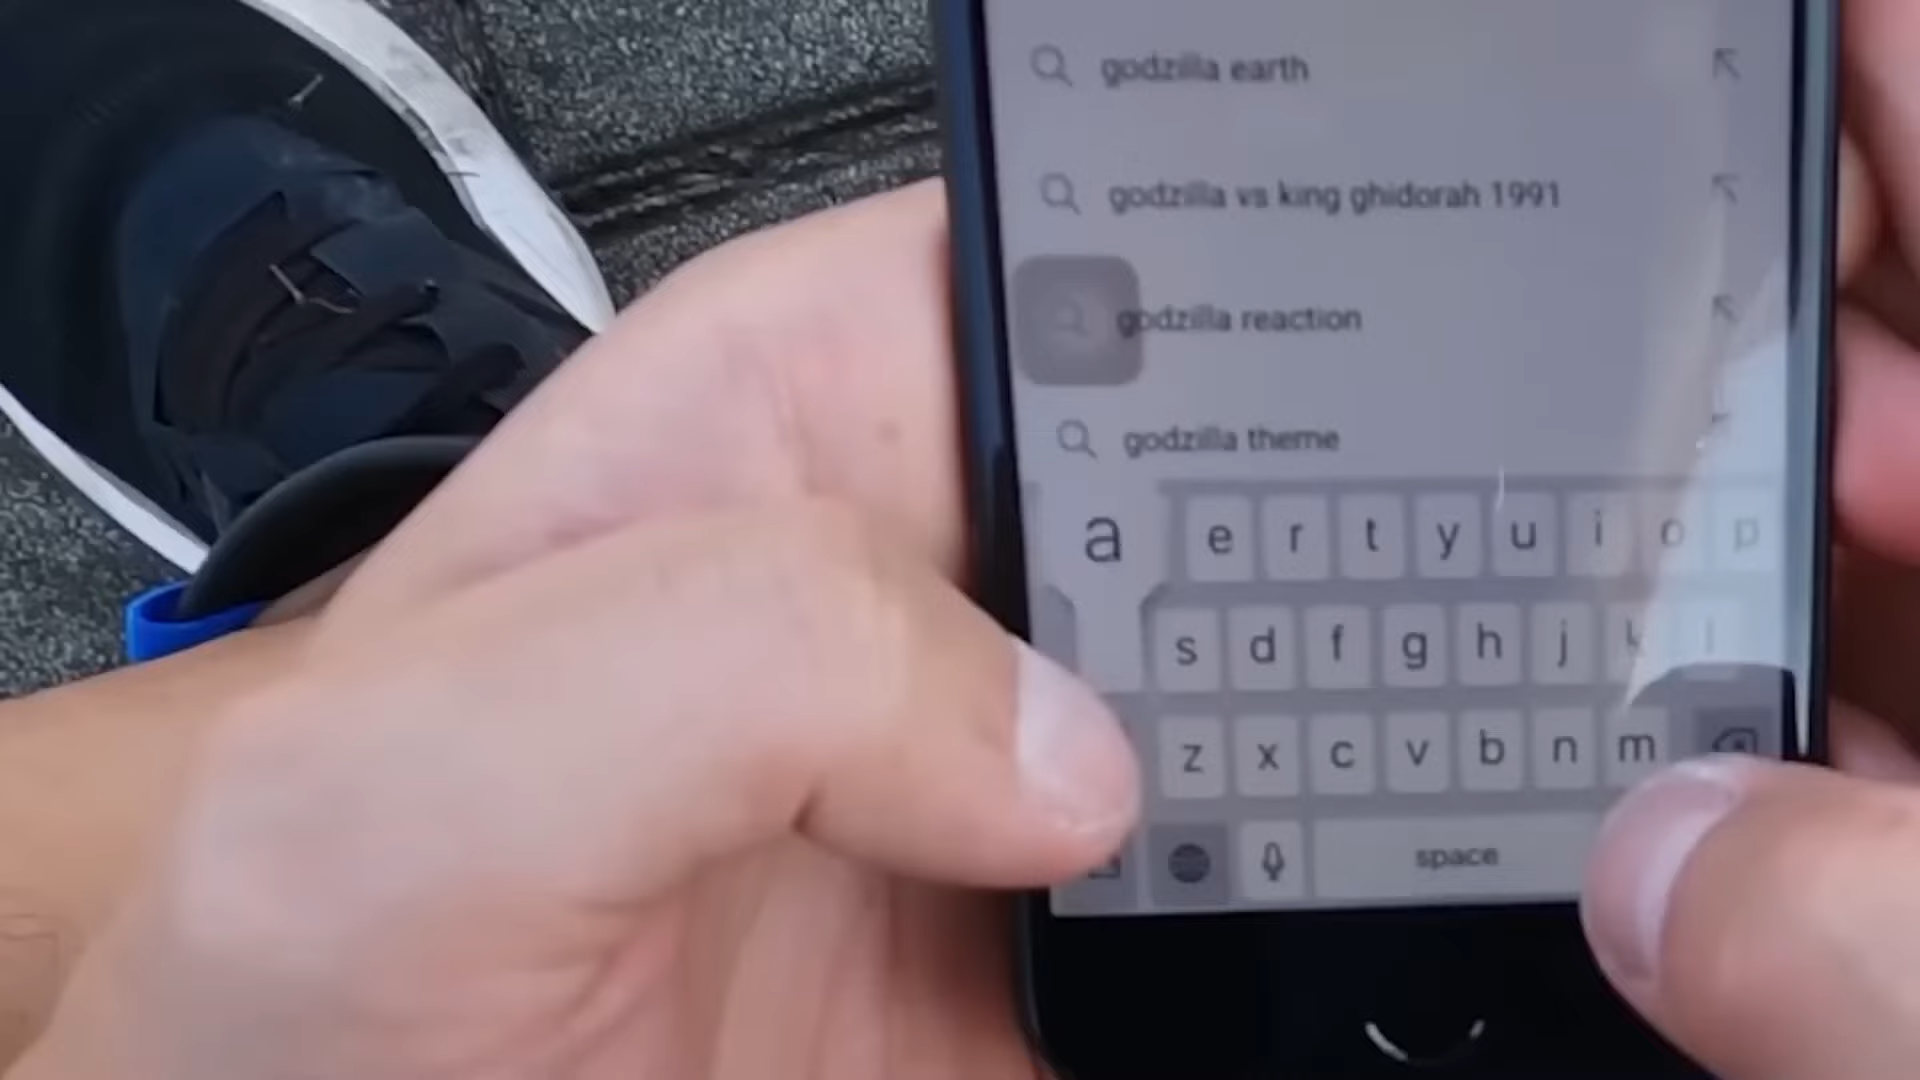 godzilla earth
godzilla vs king ghidorah 1991
godzilla reaction
godzilla theme
a e r t y u i o p
s d f g h j k l
z x c v b n m
space